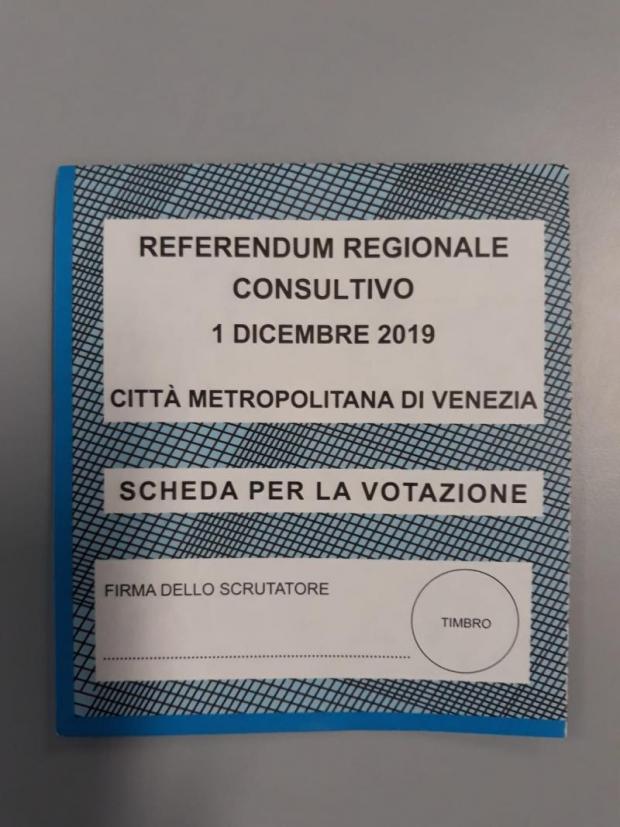 REFERENDUM REGIONALE
CONSULTIVO
1 DICEMBRE 2019
CITTÀ METROPOLITANA DI VENEZIA
SCHEDA PER LA VOTAZIONE
FIRMA DELLO SCRUTATORE
TIMBRO